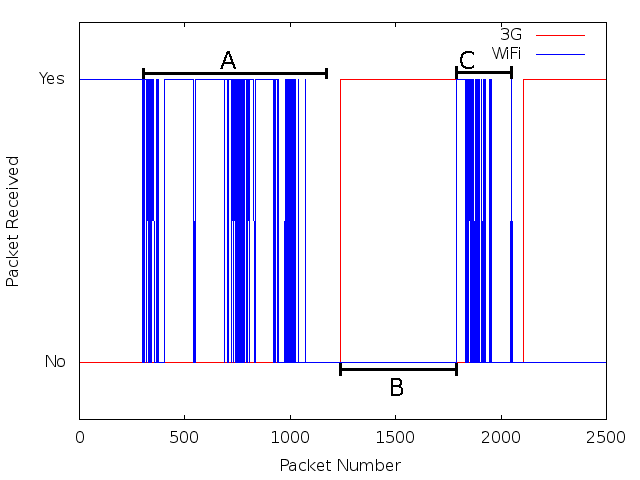 3G
WiFi
A
C
Yes
Packet Received
No
B
0 500 1000 1500 2000 2500
Packet Number